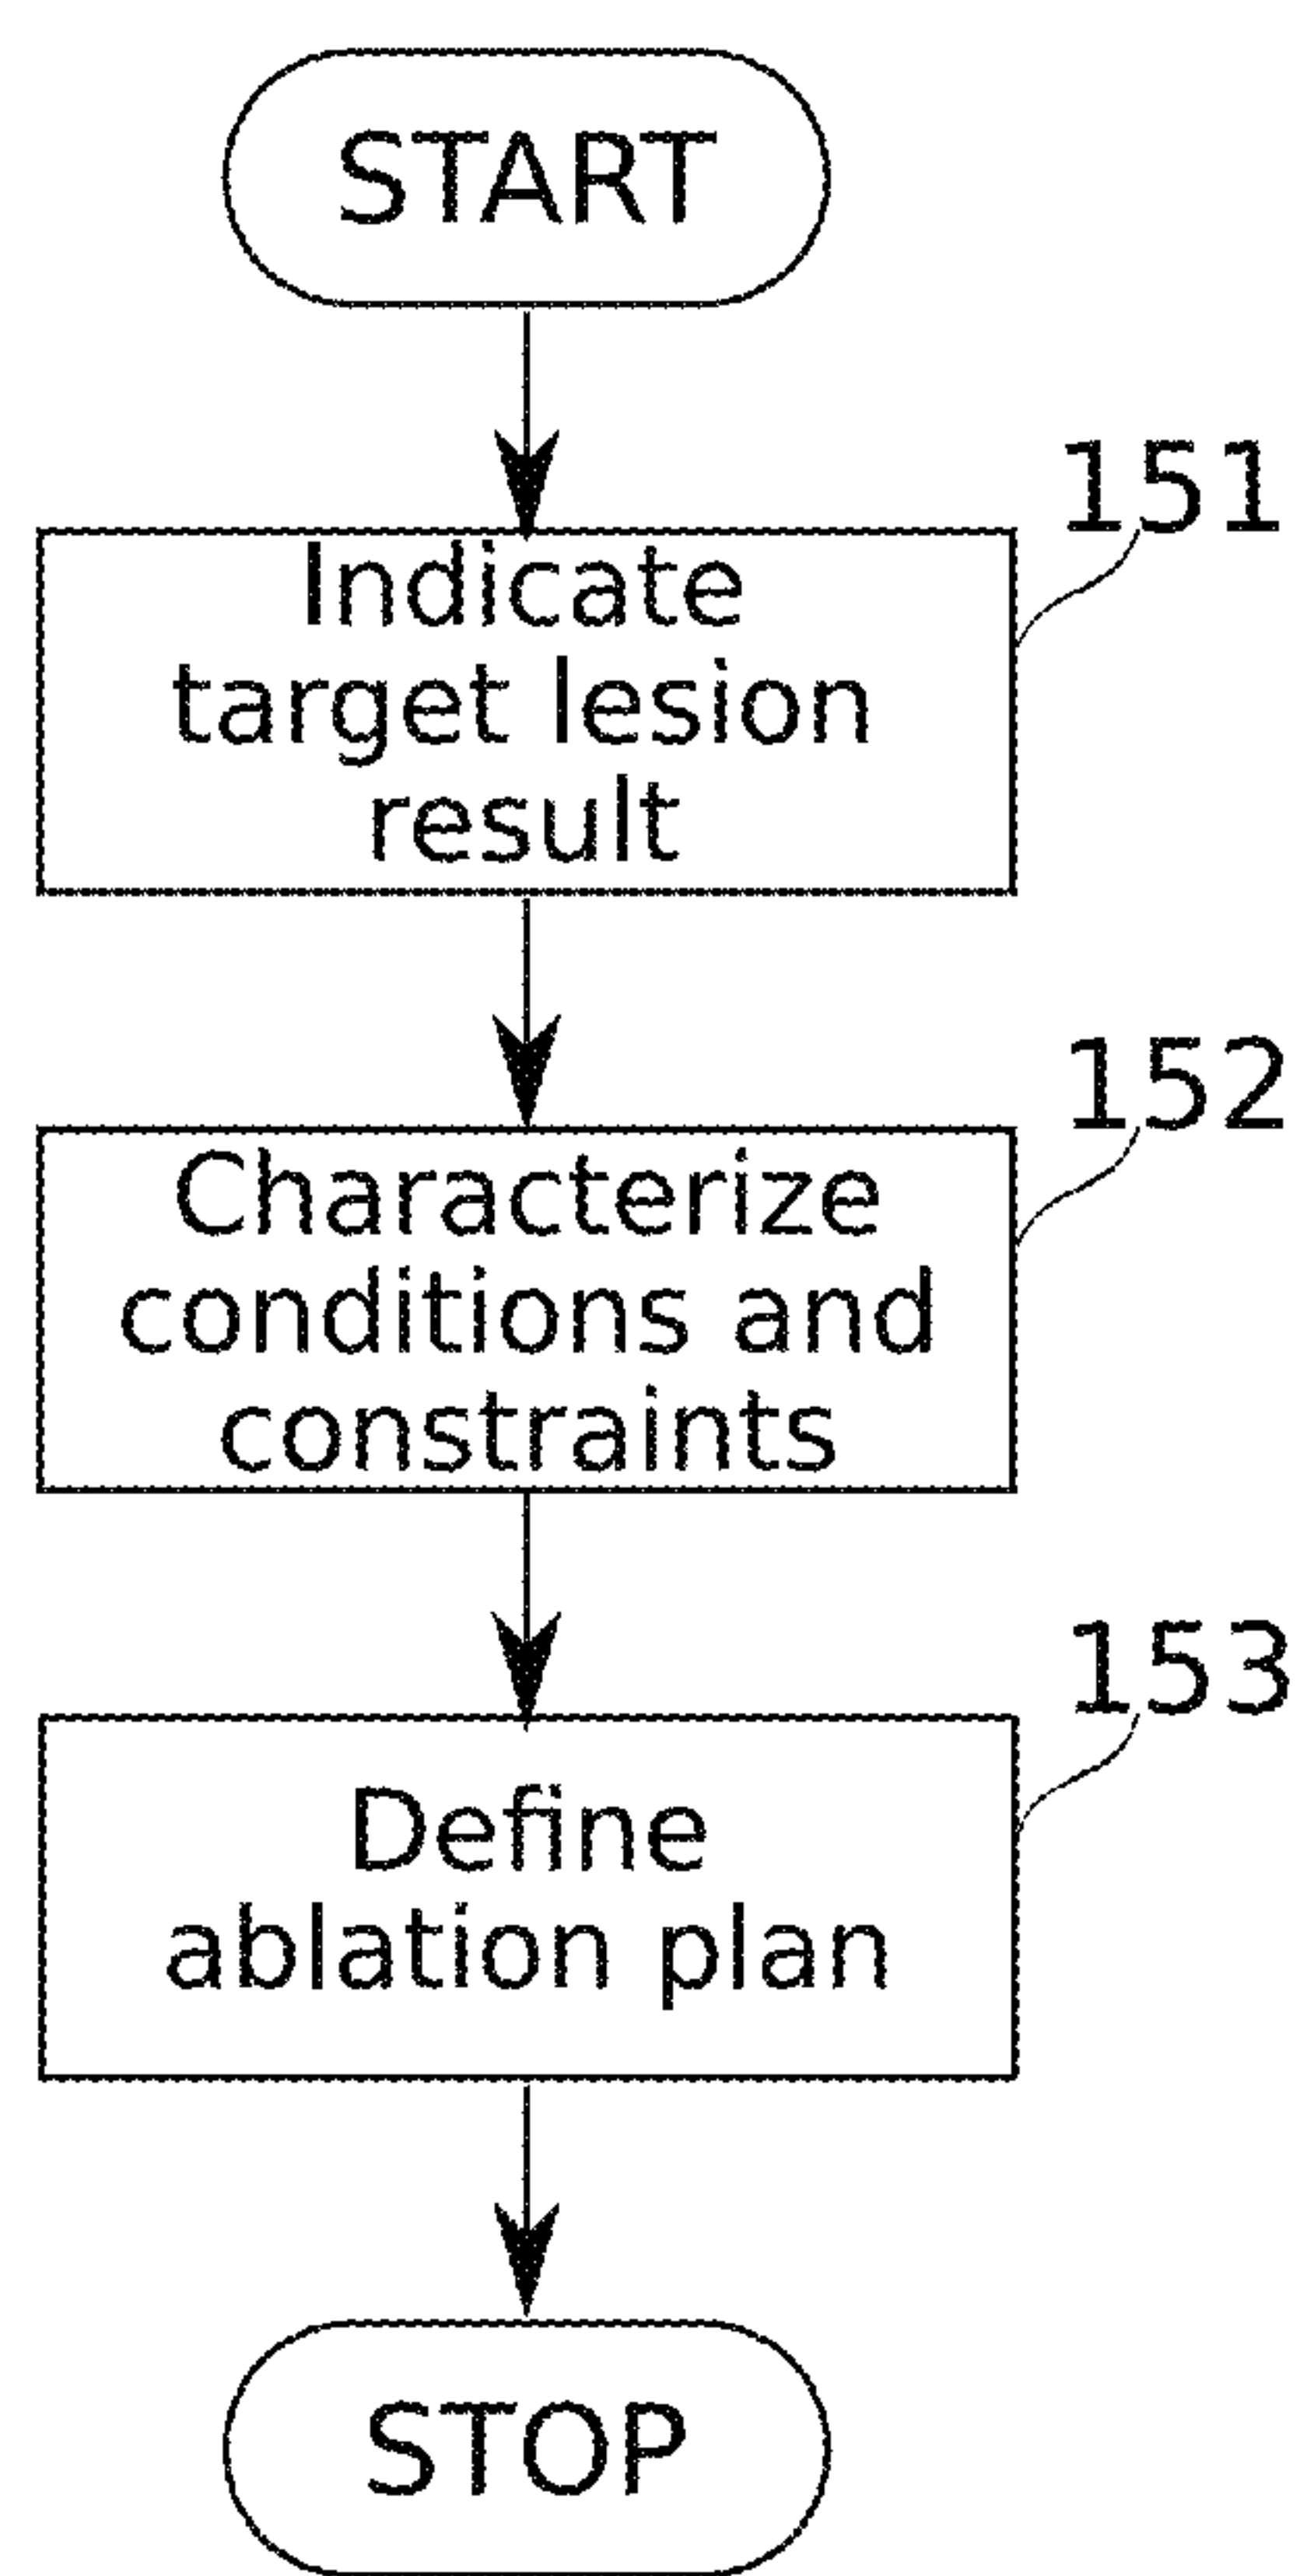 START
151
Indicate
target lesion
result
152
Characterize
conditions and
constraints
153
Define
ablation plan
STOP